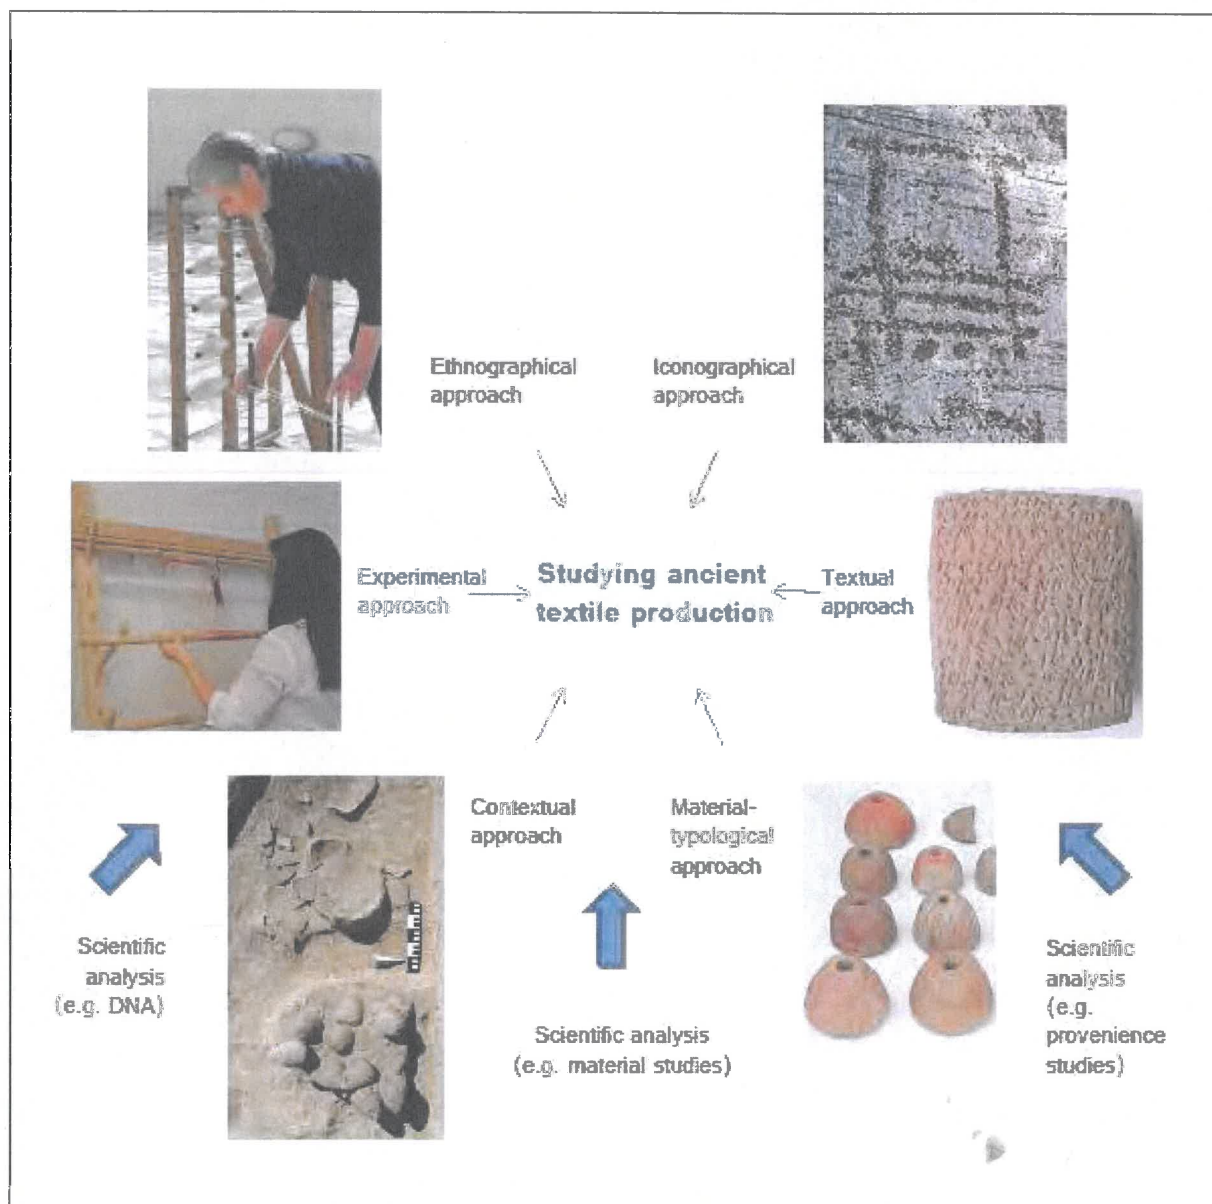 Ethnographical
approach
Iconographical
approach
Experimental
approach
Studying ancient
textile production
Textual
approach
Contextual
approach
Material-
typological
approach
Scientific
analysis
(e.g. DNA)
Scientific analysis
(e.g. material studies)
Scientific
analysis
(e.g.
provenience
studies)